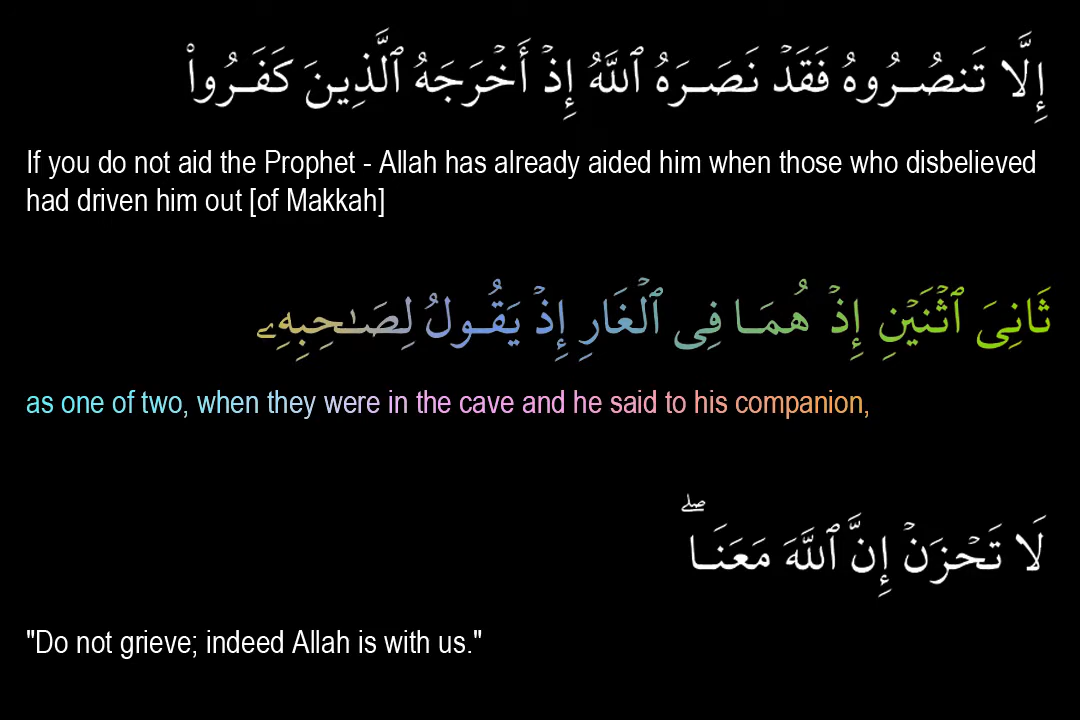 إِلَّا تَنصُرُوهُ فَقَدْ نَصَرَهُ ٱللَّهُ إِذْ أَخْرَجَهُ ٱلَّذِينَ كَفَرُوا۟
If you do not aid the Prophet - Allah has already aided him when those who disbelieved
had driven him out [of Makkah]
ثَانِىَ ٱثْنَيْنِ إِذْ هُمَا فِى ٱلْغَارِ إِذْ يَقُولُ لِصَـٰحِبِهِۦ
as one of two, when they were in the cave and he said to his companion,
لَا تَحْزَنْ إِنَّ ٱللَّهَ مَعَنَا ۖ
"Do not grieve; indeed Allah is with us."